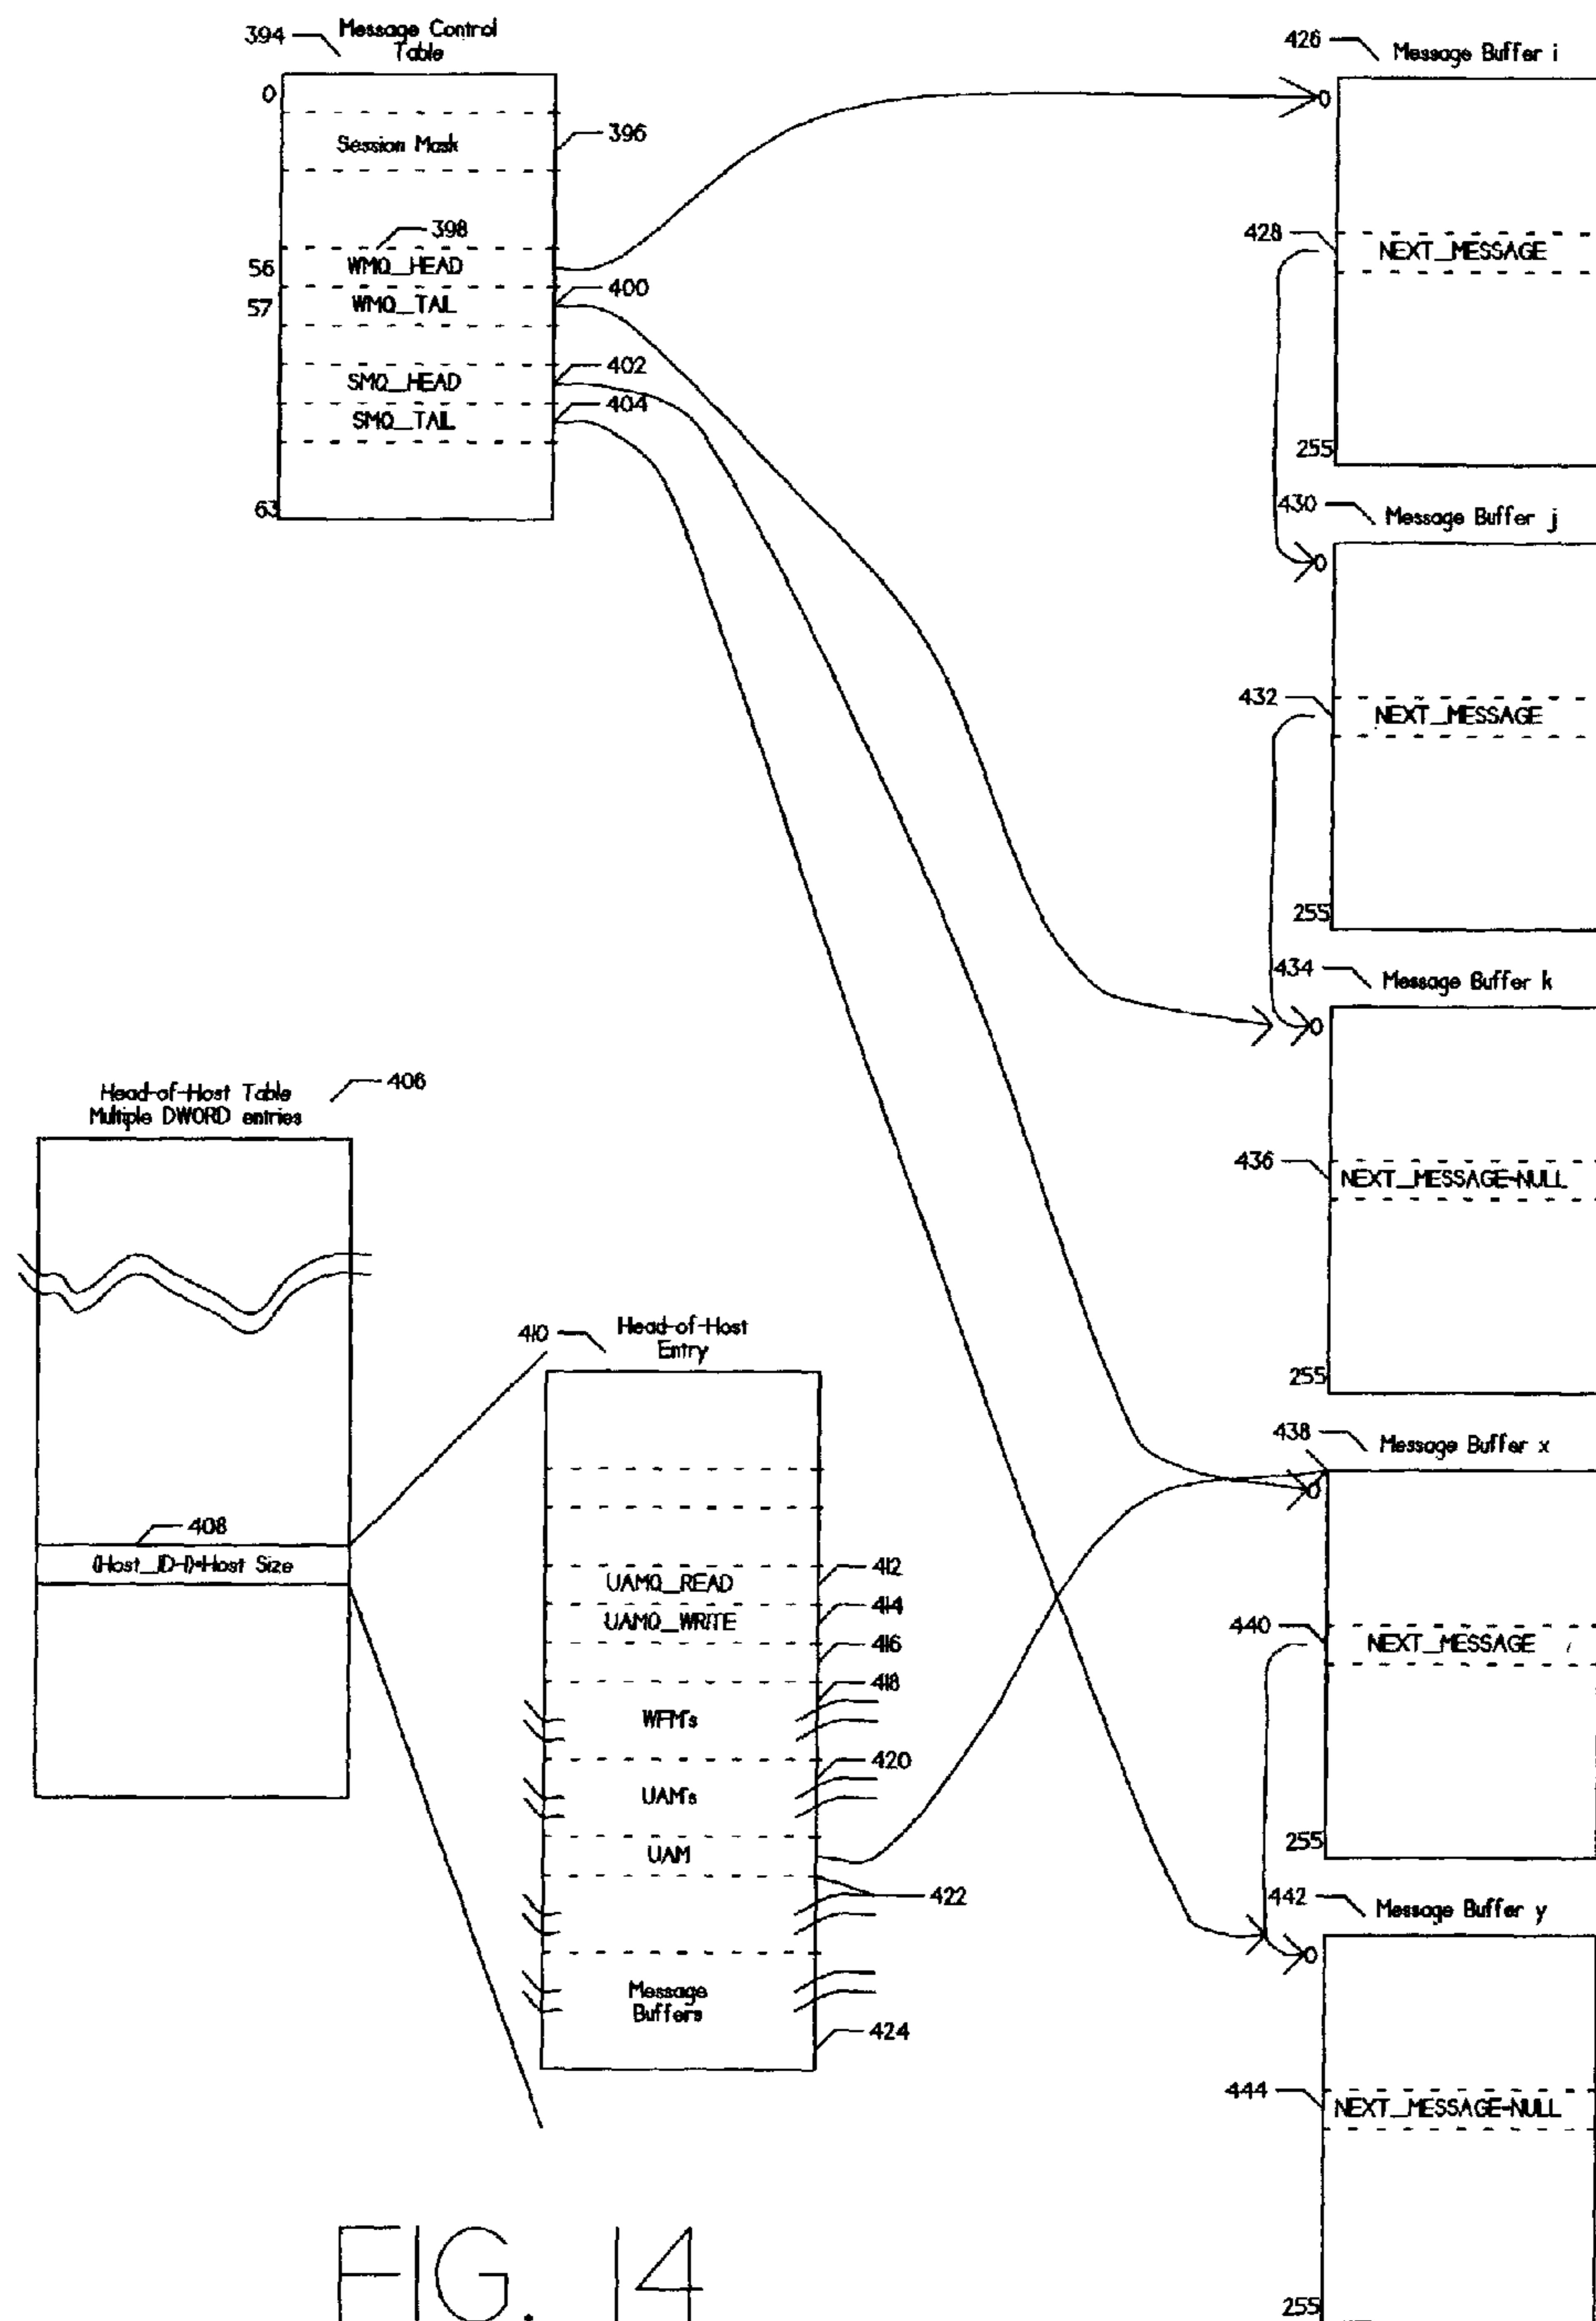 394
Message Control
Table
0
Session Mask
396
398
56
WMQ_HEAD
57
WMQ_TAIL
400
SMQ_HEAD
402
SMQ_TAIL
404
63
406
Head-of-Host Table
Multiple DWORD entries
408
(Host_ID-1)*Host Size
410
Head-of-Host
Entry
UAMQ_READ
412
UAMQ_WRITE
414
416
418
WFM's
420
UAM's
UAM
422
Message
Buffers
424
426
Message Buffer i
0
428
NEXT_MESSAGE
255
430
Message Buffer j
0
432
NEXT_MESSAGE
255
434
Message Buffer k
0
436
NEXT_MESSAGE=NULL
255
438
Message Buffer x
0
440
NEXT_MESSAGE
255
442
Message Buffer y
0
444
NEXT_MESSAGE=NULL
255
FIG. 14